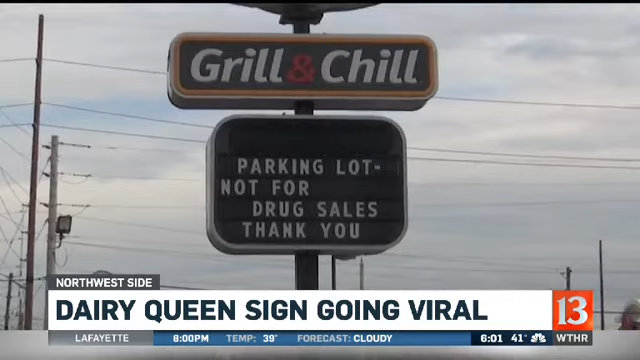 Grill & Chill
PARKING LOT-
NOT FOR
DRUG SALES
THANK YOU
NORTHWEST SIDE
DAIRY QUEEN SIGN GOING VIRAL
13
LAFAYETTE 8:00PM TEMP: 39° FORECAST: CLOUDY 6:01 41° WTHR